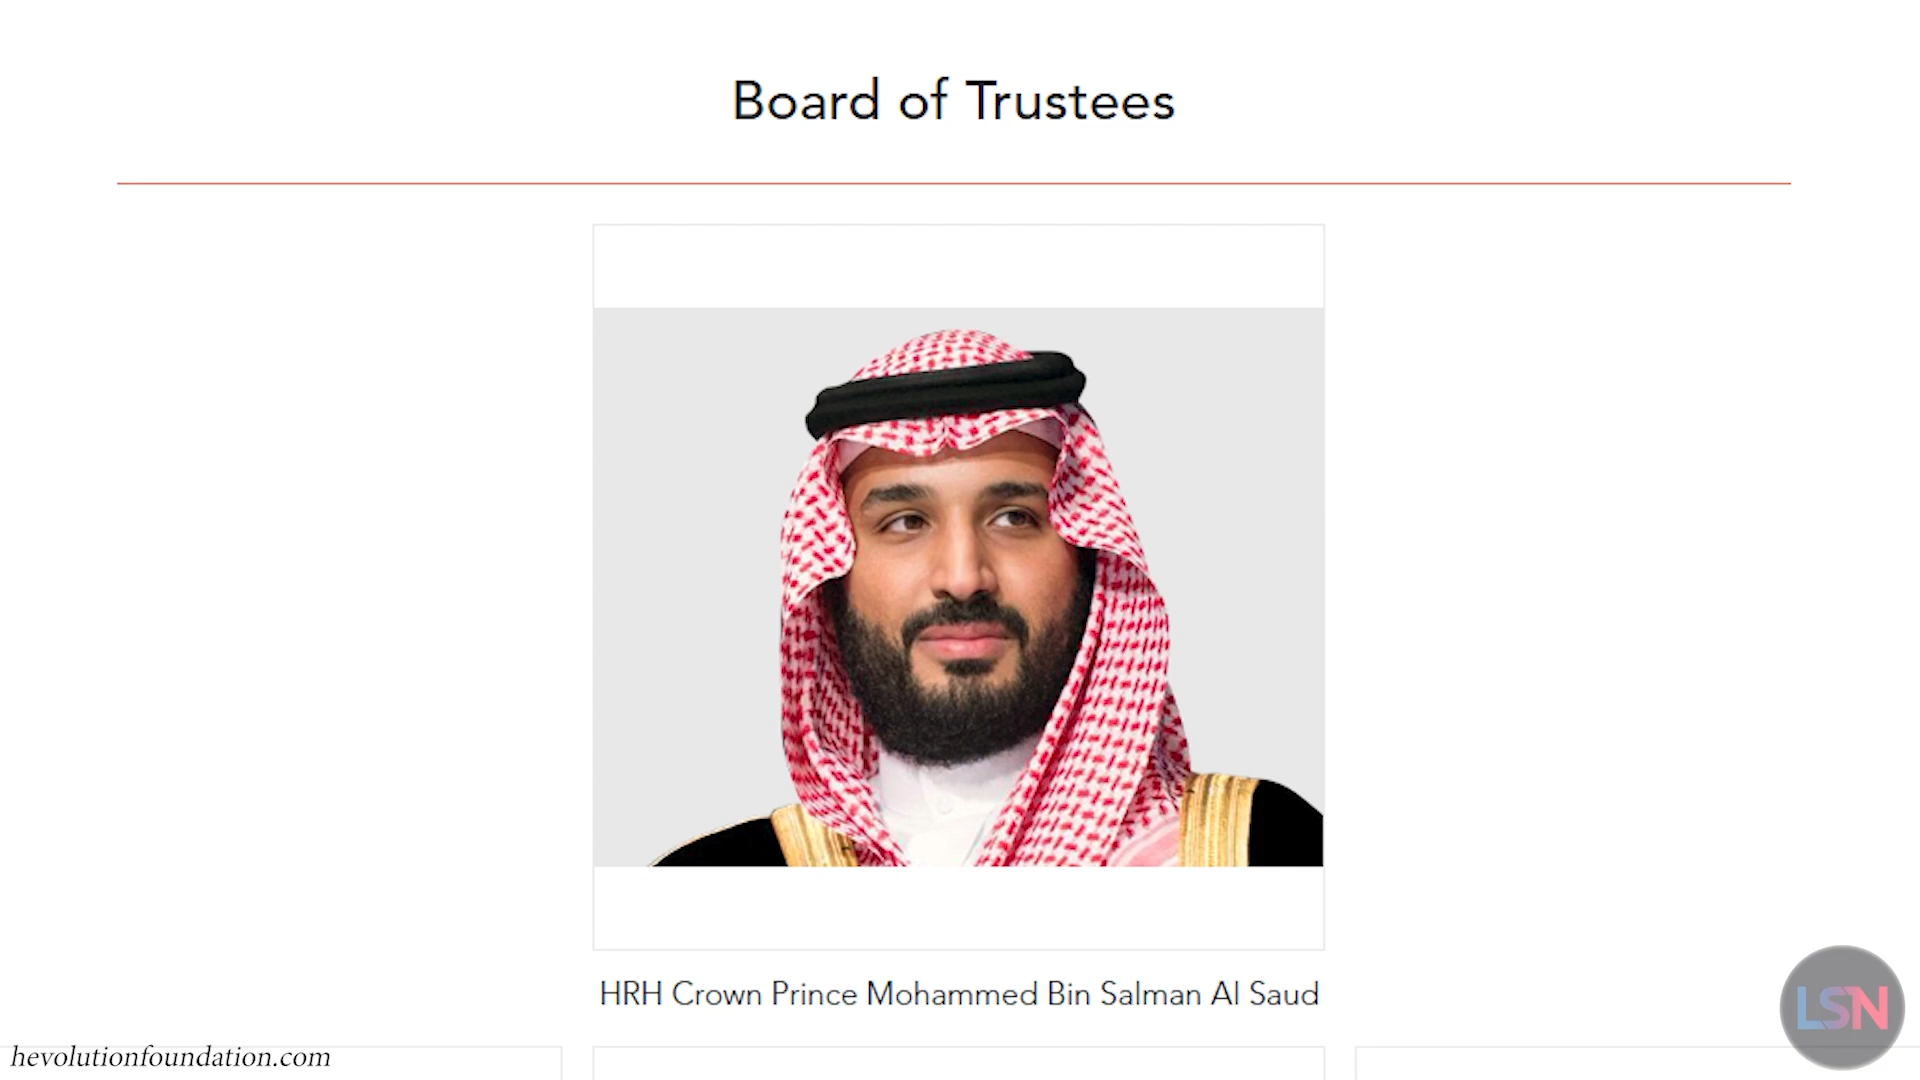 Board of Trustees
HRH Crown Prince Mohammed Bin Salman Al Saud
hevolutionfoundation.com
LSN